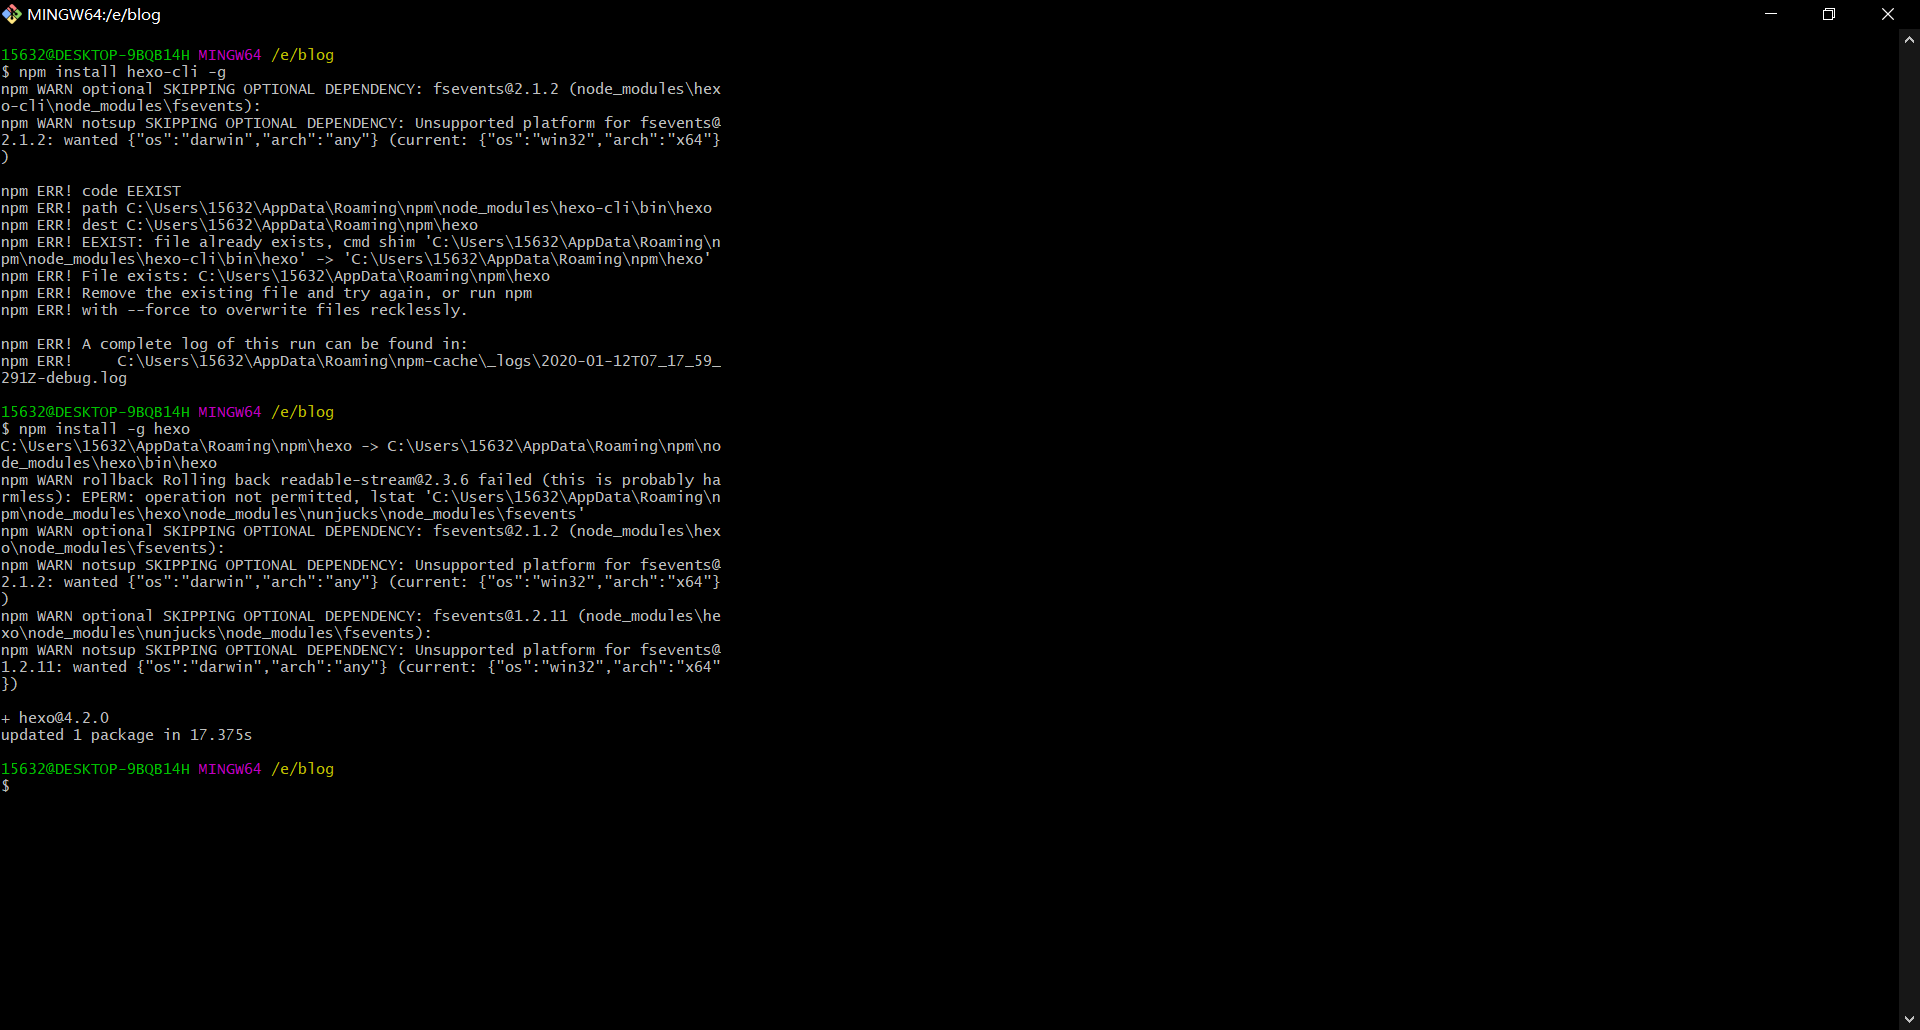 MINGW64:/e/blog
15632@DESKTOP-9BQB14H MINGW64 /e/blog
$ npm install hexo-cli -g
npm WARN optional SKIPPING OPTIONAL DEPENDENCY: fsevents@2.1.2 (node_modules\hex
o-cli\node_modules\fsevents):
npm WARN notsup SKIPPING OPTIONAL DEPENDENCY: Unsupported platform for fsevents@
2.1.2: wanted {"os":"darwin","arch":"any"} (current: {"os":"win32","arch":"x64"}
)
npm ERR! code EEXIST
npm ERR! path C:\Users\15632\AppData\Roaming\npm\node_modules\hexo-cli\bin\hexo
npm ERR! dest C:\Users\15632\AppData\Roaming\npm\hexo
npm ERR! EEXIST: file already exists, cmd shim 'C:\Users\15632\AppData\Roaming\n
pm\node_modules\hexo-cli\bin\hexo' -> 'C:\Users\15632\AppData\Roaming\npm\hexo'
npm ERR! File exists: C:\Users\15632\AppData\Roaming\npm\hexo
npm ERR! Remove the existing file and try again, or run npm
npm ERR! with --force to overwrite files recklessly.
npm ERR! A complete log of this run can be found in:
npm ERR!     C:\Users\15632\AppData\Roaming\npm-cache\_logs\2020-01-12T07_17_59_
291Z-debug.log
15632@DESKTOP-9BQB14H MINGW64 /e/blog
$ npm install -g hexo
C:\Users\15632\AppData\Roaming\npm\hexo -> C:\Users\15632\AppData\Roaming\npm\no
de_modules\hexo\bin\hexo
npm WARN rollback Rolling back readable-stream@2.3.6 failed (this is probably ha
rmless): EPERM: operation not permitted, lstat 'C:\Users\15632\AppData\Roaming\n
pm\node_modules\hexo\node_modules\nunjucks\node_modules\fsevents'
npm WARN optional SKIPPING OPTIONAL DEPENDENCY: fsevents@2.1.2 (node_modules\hex
o\node_modules\fsevents):
npm WARN notsup SKIPPING OPTIONAL DEPENDENCY: Unsupported platform for fsevents@
2.1.2: wanted {"os":"darwin","arch":"any"} (current: {"os":"win32","arch":"x64"}
)
npm WARN optional SKIPPING OPTIONAL DEPENDENCY: fsevents@1.2.11 (node_modules\he
xo\node_modules\nunjucks\node_modules\fsevents):
npm WARN notsup SKIPPING OPTIONAL DEPENDENCY: Unsupported platform for fsevents@
1.2.11: wanted {"os":"darwin","arch":"any"} (current: {"os":"win32","arch":"x64"
})
+ hexo@4.2.0
updated 1 package in 17.375s
15632@DESKTOP-9BQB14H MINGW64 /e/blog
$